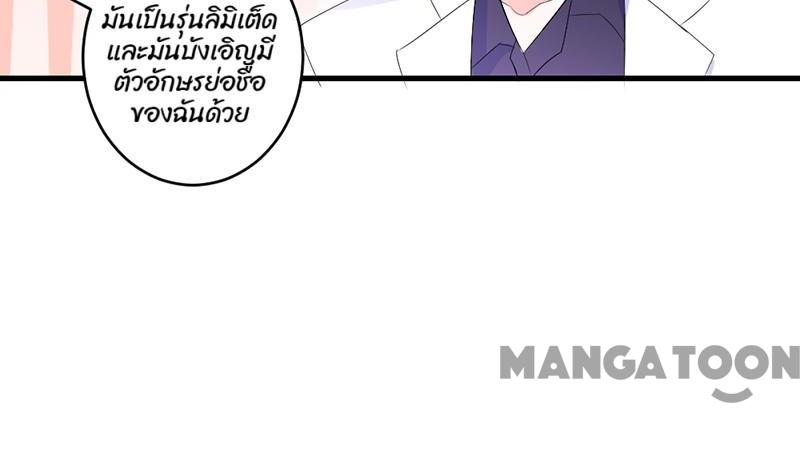 มันเป็นรุ่นลิมิเต็ด
และมันบังเอิญมี
ตัวอักษรย่อชื่อ
ของฉันด้วย
MANGATOON